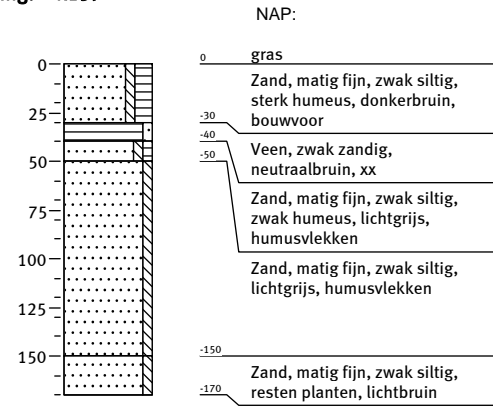 NAP:
0
25
50
75
100
125
150
0
gras
Zand, matig fijn, zwak siltig,
sterk humeus, donkerbruin,
bouwvoor
-30
Veen, zwak zandig,
neutraalbruin, xx
-40
Zand, matig fijn, zwak siltig,
zwak humeus, lichtgrijs,
humusvlekken
-50
Zand, matig fijn, zwak siltig,
lichtgrijs, humusvlekken
-150
Zand, matig fijn, zwak siltig,
resten planten, lichtbruin
-170